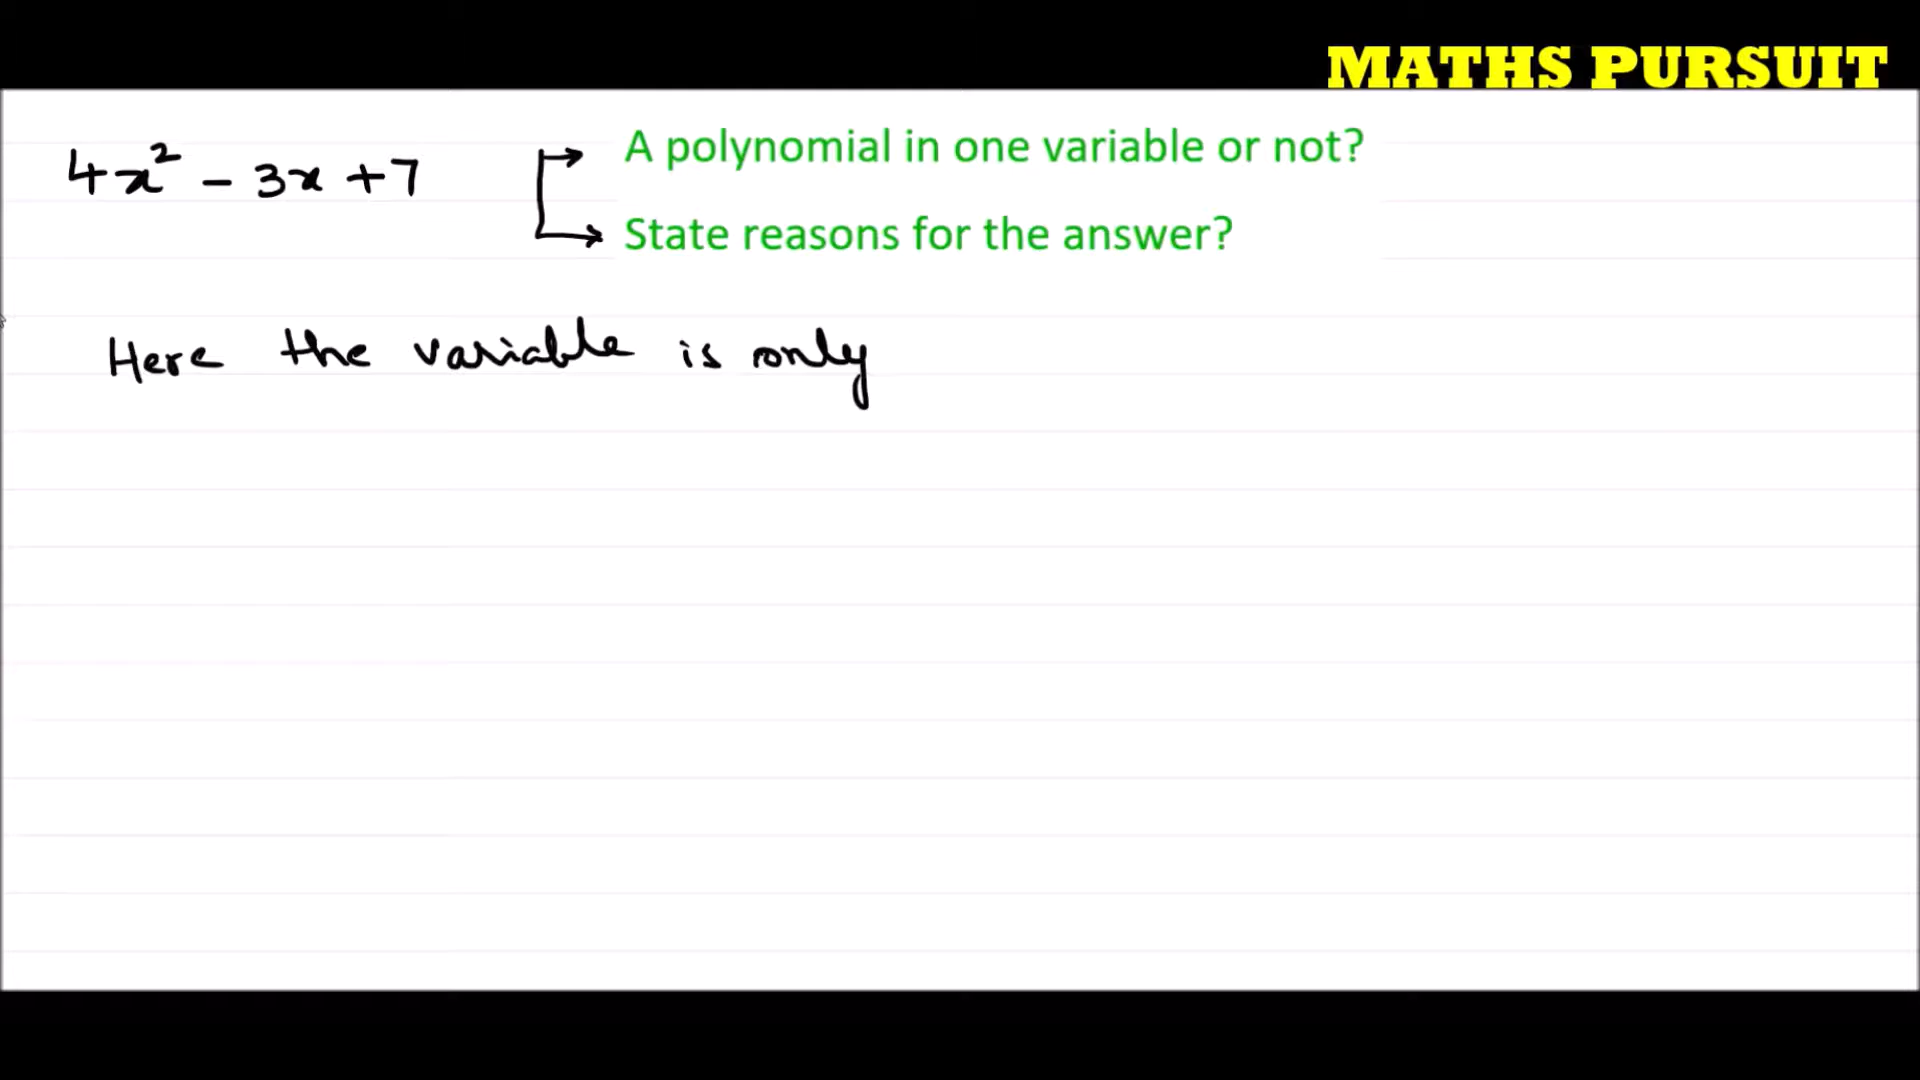 MATHS PURSUIT
4x² - 3x + 7
A polynomial in one variable or not?
State reasons for the answer?
Here the variable is only